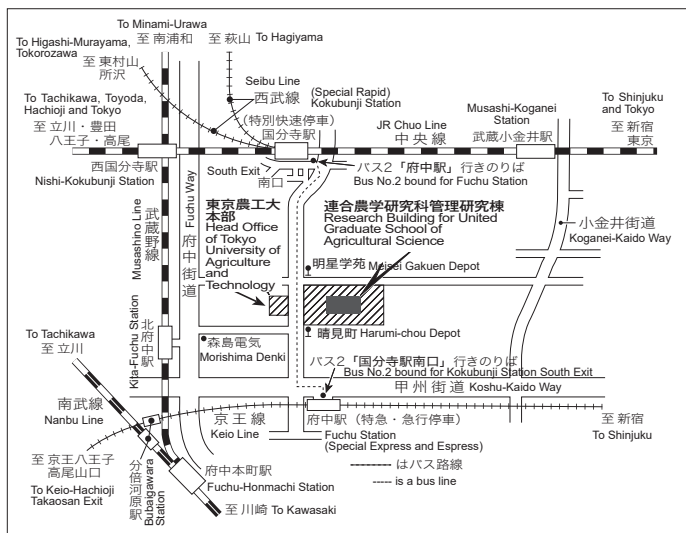 To Minami-Urawa
至 南浦和
至 萩山 To Hagiyama
To Higashi-Murayama,
Tokorozawa
至 東村山
所沢
Seibu Line
西武線
(Special Rapid)
Kokubunji Station
(特別快速停車)
国分寺駅
To Tachikawa, Toyoda,
Hachioji and Tokyo
至 立川・豊田
八王子・高尾
JR Chuo Line
中央線
Musashi-Koganei
Station
武蔵小金井駅
To Shinjuku
and Tokyo
至 新宿
東京
西国分寺駅
Nishi-Kokubunji Station
South Exit
南口
バス2「府中駅」行きのりば
Bus No.2 bound for Fuchu Station
武蔵野線
Musashino Line
Fuchu Way
府中街道
東京農工大
本部
Head Office
of Tokyo
University of
Agriculture
and
Technology
連合農学研究科管理研究棟
Research Building for United
Graduate School of
Agricultural Science
小金井街道
Koganei-Kaido Way
明星学苑 Meisei Gakuen Depot
晴見町 Harumi-chou Depot
北府中駅
Kita-Fuchu Station
森島電気
Morishima Denki
バス2「国分寺駅南口」行きのりば
Bus No.2 bound for Kokubunji Station South Exit
甲州街道 Koshu-Kaido Way
To Tachikawa
至 立川
南武線
Nanbu Line
京王線
Keio Line
府中駅（特急・急行停車）
Fuchu Station
(Special Express and Espress)
至 新宿
To Shinjuku
至 京王八王子
高尾山口
To Keio-Hachioji
Takaosan Exit
分倍河原駅
Bubaigawara
Station
府中本町駅
Fuchu-Honmachi Station
至 川崎 To Kawasaki
はバス路線
is a bus line